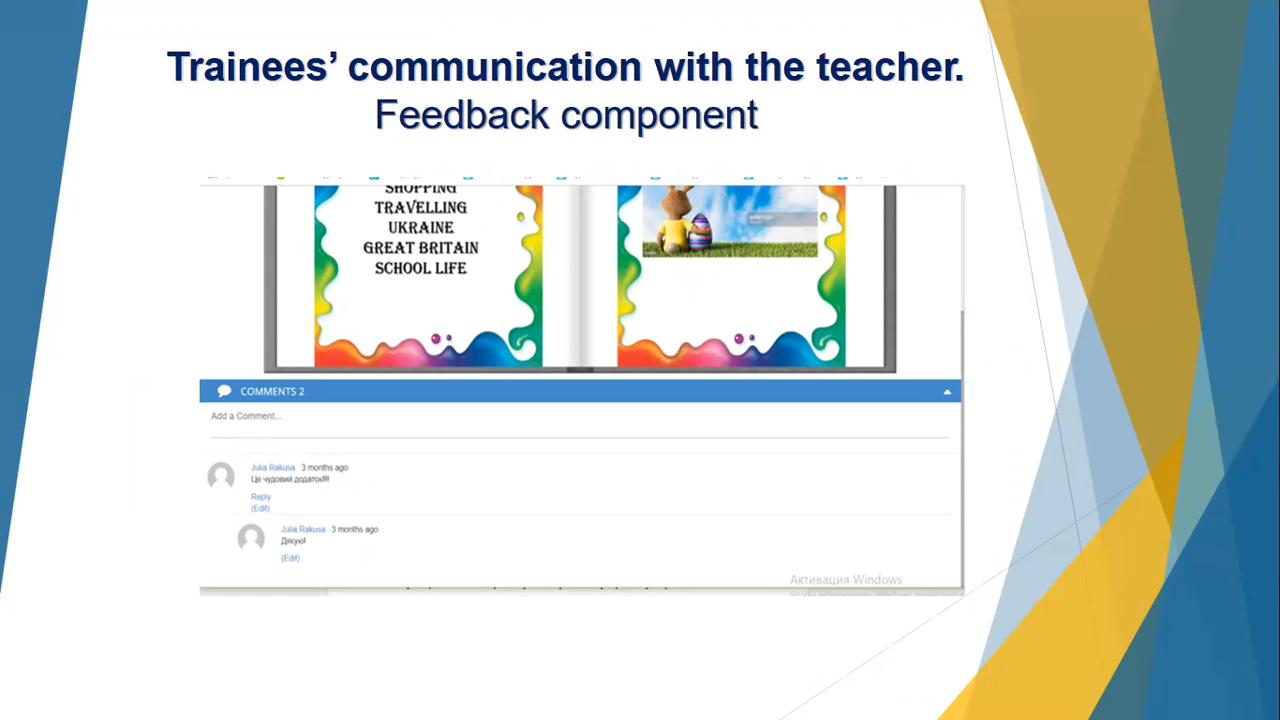 Trainees’ communication with the teacher.
Feedback component
SHOPPING
TRAVELLING
UKRAINE
GREAT BRITAIN
SCHOOL LIFE
COMMENTS 2
Add a Comment...
Julia Rakusa 3 months ago
Це чудовий додаток!!!!
Reply
(Edit)
Julia Rakusa 3 months ago
Дякую!
(Edit)
Активация Windows